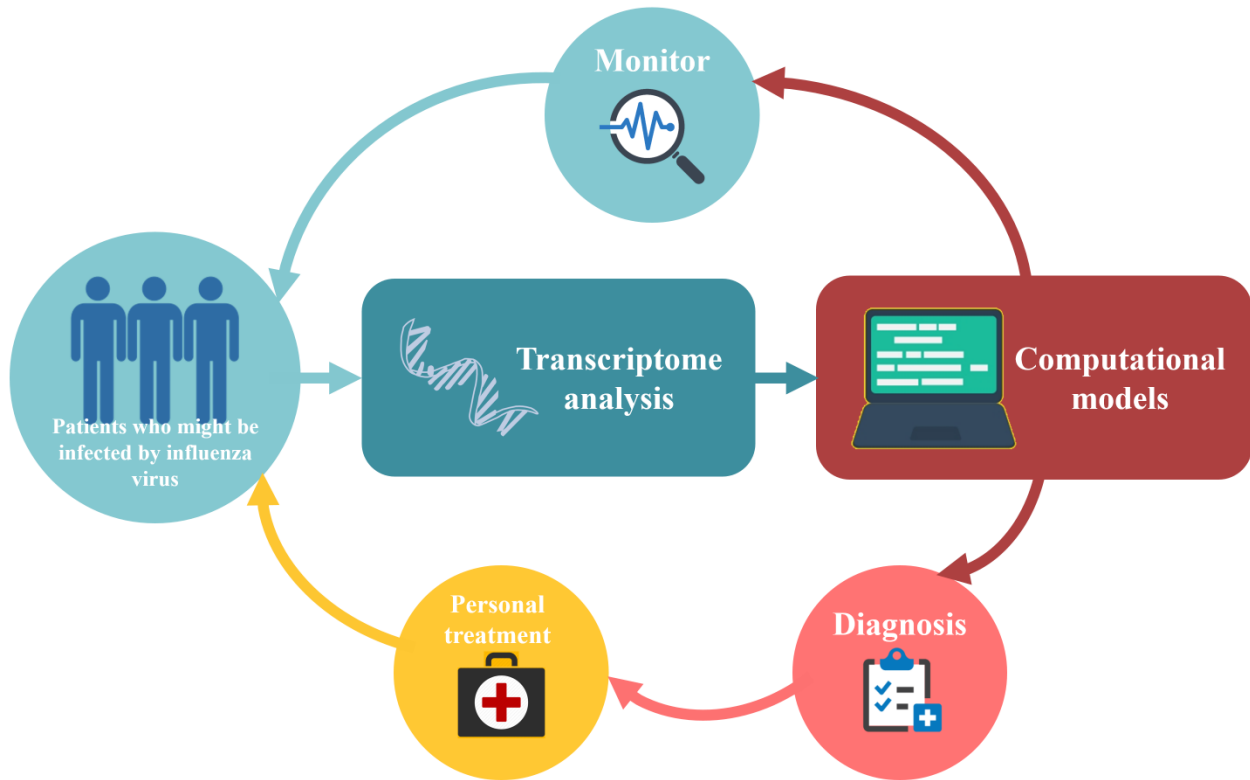 Monitor
Patients who might be
infected by influenza
virus
Transcriptome
analysis
Computational
models
Personal
treatment
Diagnosis